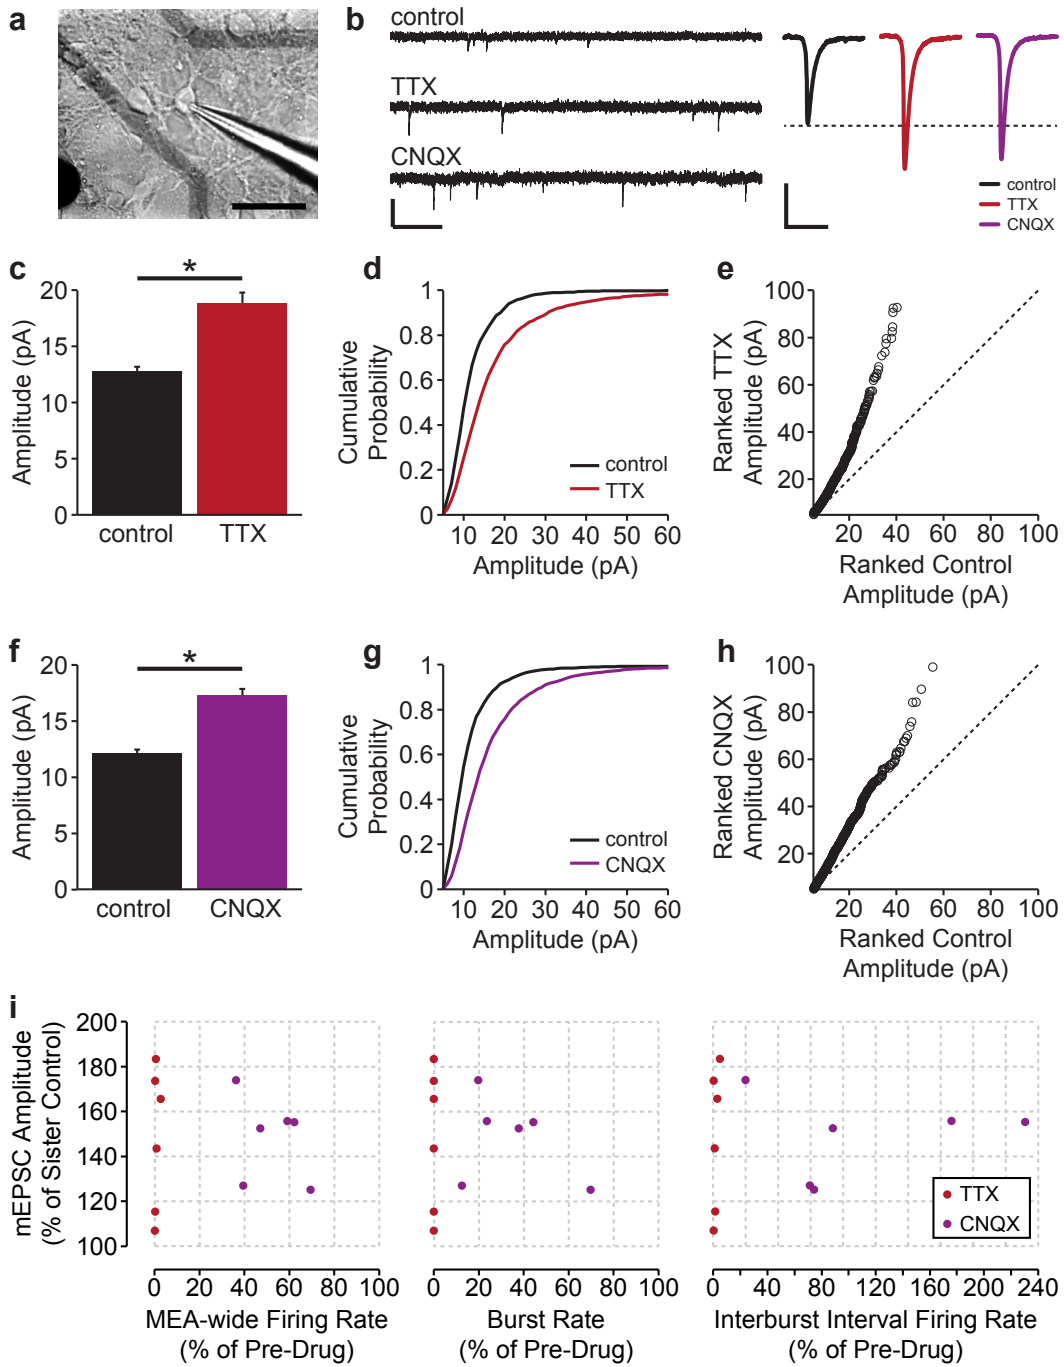 a
b
control
TTX
CNQX
control
TTX
CNQX
c
*
20
15
10
5
0
Amplitude (pA)
control TTX
d
1
0.8
0.6
0.4
0.2
0
Cumulative
Probability
control
TTX
10 20 30 40 50 60
Amplitude (pA)
e
100
80
60
40
20
Ranked TTX
Amplitude (pA)
20 40 60 80 100
Ranked Control
Amplitude (pA)
f
*
20
15
10
5
0
Amplitude (pA)
control CNQX
g
1
0.8
0.6
0.4
0.2
0
Cumulative
Probability
control
CNQX
10 20 30 40 50 60
Amplitude (pA)
h
100
80
60
40
20
Ranked CNQX
Amplitude (pA)
20 40 60 80 100
Ranked Control
Amplitude (pA)
i
200
180
160
140
120
100
mEPSC Amplitude
(% of Sister Control)
0 20 40 60 80 100
MEA-wide Firing Rate
(% of Pre-Drug)
0 20 40 60 80 100
Burst Rate
(% of Pre-Drug)
TTX
CNQX
0 40 80 120 160 200 240
Interburst Interval Firing Rate
(% of Pre-Drug)